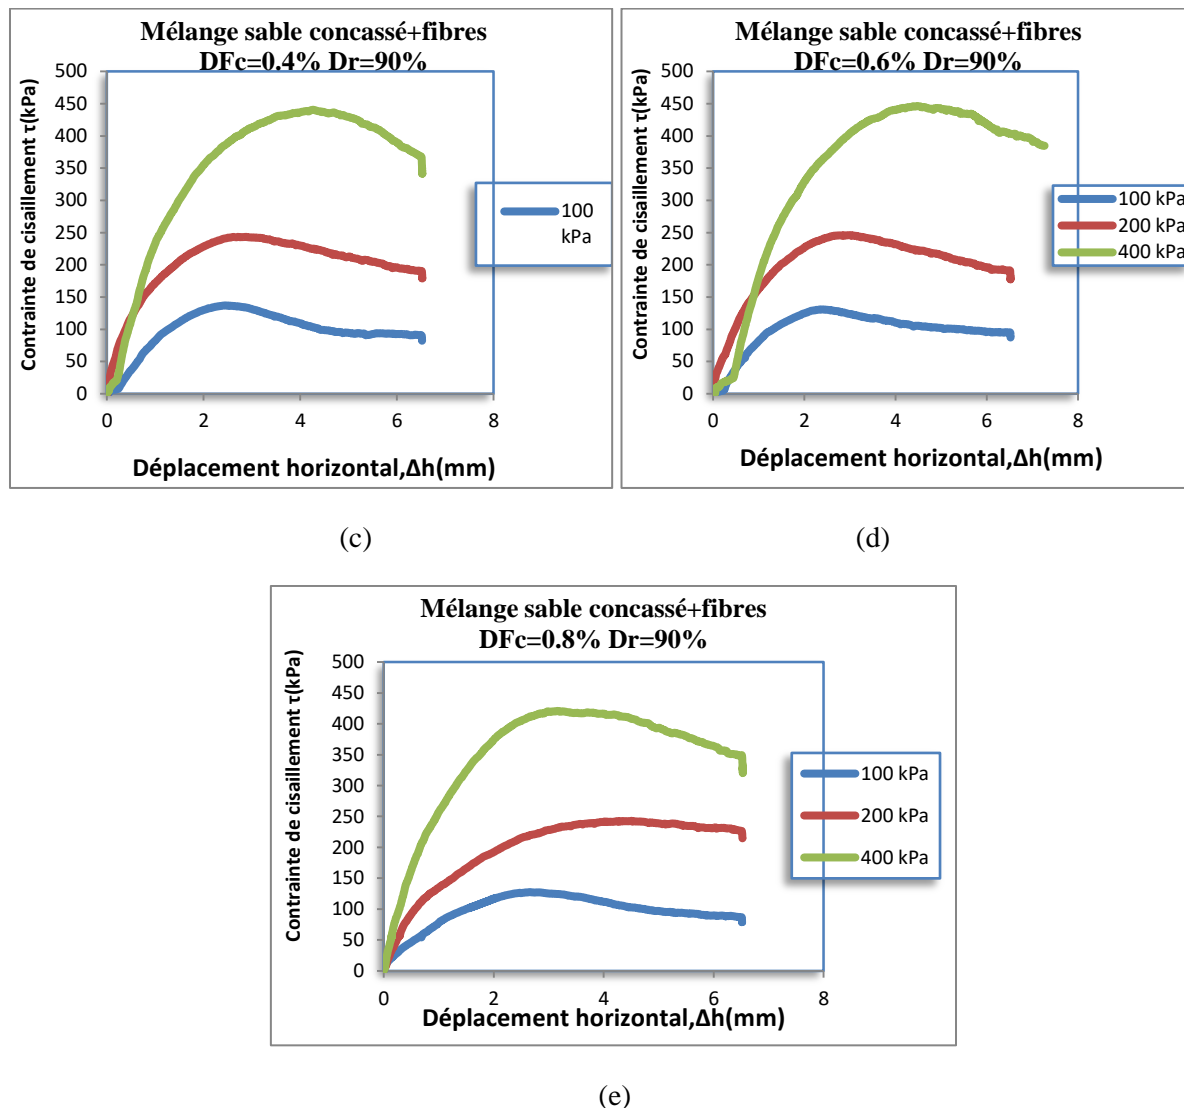 Mélange sable concassé+fibres
DFc=0.4% Dr=90%
Contrainte de cisaillement τ(kPa)
500
450
400
350
300
250
200
150
100
50
0
0 2 4 6 8
Déplacement horizontal,Δh(mm)
100
kPa
(c)
Mélange sable concassé+fibres
DFc=0.6% Dr=90%
Contrainte de cisaillement τ(kPa)
500
450
400
350
300
250
200
150
100
50
0
0 2 4 6 8
Déplacement horizontal,Δh(mm)
100 kPa
200 kPa
400 kPa
(d)
Mélange sable concassé+fibres
DFc=0.8% Dr=90%
Contrainte de cisaillement τ(kPa)
500
450
400
350
300
250
200
150
100
50
0
0 2 4 6 8
Déplacement horizontal,Δh(mm)
100 kPa
200 kPa
400 kPa
(e)